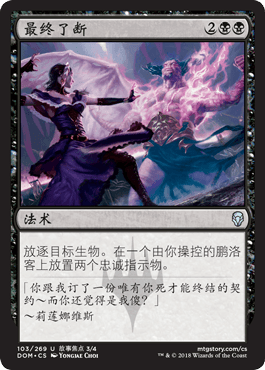 最终了断 2
法术
放逐目标生物。在一个由你操控的鹏洛
客上放置两个忠诚指示物。
「你跟我订了一份唯有你死才能终结的契
约～而你还觉得是我傻？」
～莉莲娜维斯
103/269 U 故事焦点 3/4
DOM • CS YONGJAE CHOI
mtgstory.com/cs
™ & © 2018 Wizards of the Coast